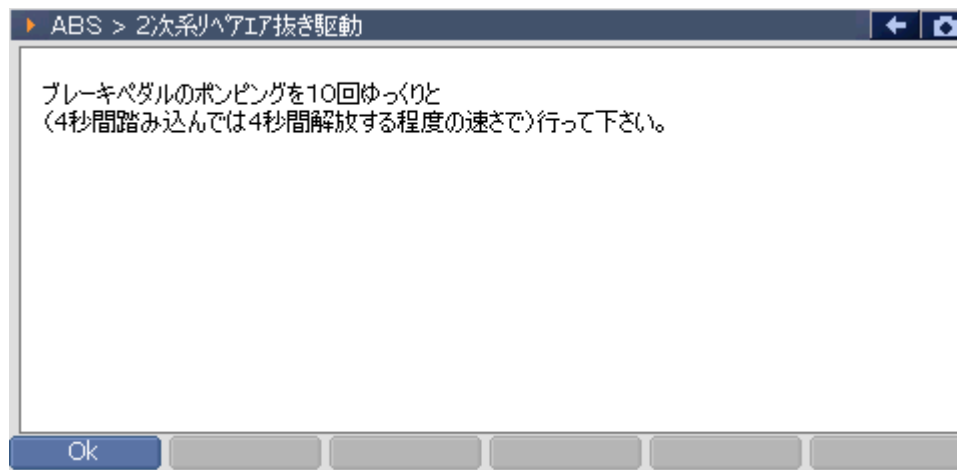 ABS > 2次系ﾘﾍﾟｱｴｱ抜き駆動
ブレーキペダルのポンピングを10回ゆっくりと
(4秒間踏み込んでは4秒間解放する程度の速さで)行って下さい。
Ok